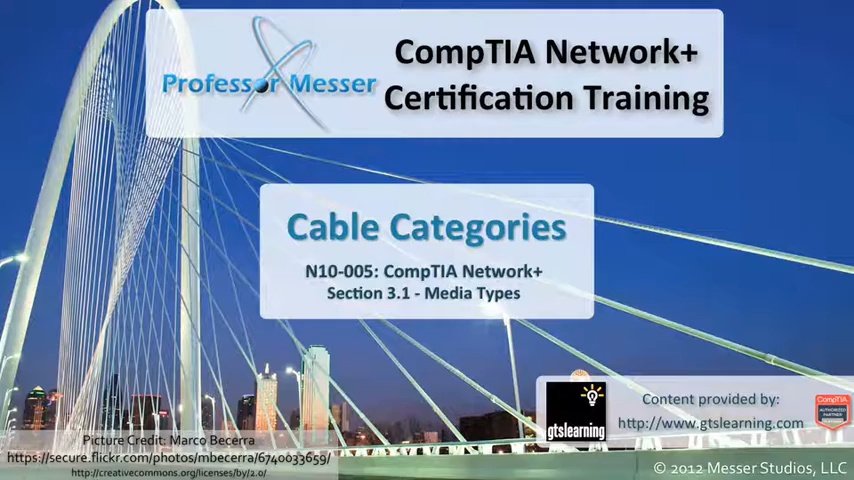 Professor Messer
CompTIA Network+
Certification Training
Cable Categories
N10-005: CompTIA Network+
Section 3.1 - Media Types
gtslearning
Content provided by:
http://www.gtslearning.com
CompTIA
AUTHORIZED
PARTNER
Picture Credit: Marco Becerra
https://secure.flickr.com/photos/mbecerra/6740033659/
http://creativecommons.org/licenses/by/2.0/
© 2012 Messer Studios, LLC